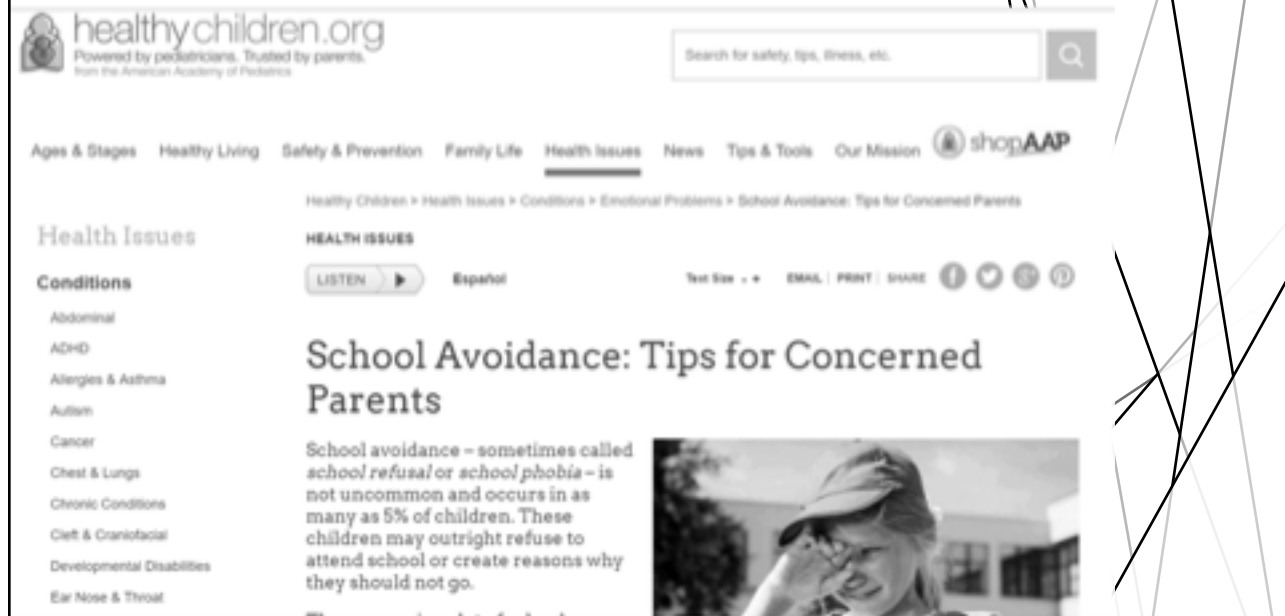 healthychildren.org
Powered by pediatricians. Trusted by parents.
from the American Academy of Pediatrics
Search for safety, tips, illness, etc.
Ages & Stages Healthy Living Safety & Prevention Family Life Health Issues News Tips & Tools Our Mission shopAAP
Healthy Children > Health Issues > Conditions > Emotional Problems > School Avoidance: Tips for Concerned Parents
Health Issues
Conditions
Abdominal
ADHD
Allergies & Asthma
Autism
Cancer
Chest & Lungs
Chronic Conditions
Cleft & Craniofacial
Developmental Disabilities
Ear Nose & Throat
HEALTH ISSUES
LISTEN Español Text Size - + EMAIL | PRINT | SHARE
School Avoidance: Tips for Concerned
Parents
School avoidance – sometimes called
school refusal or school phobia – is
not uncommon and occurs in as
many as 5% of children. These
children may outright refuse to
attend school or create reasons why
they should not go.